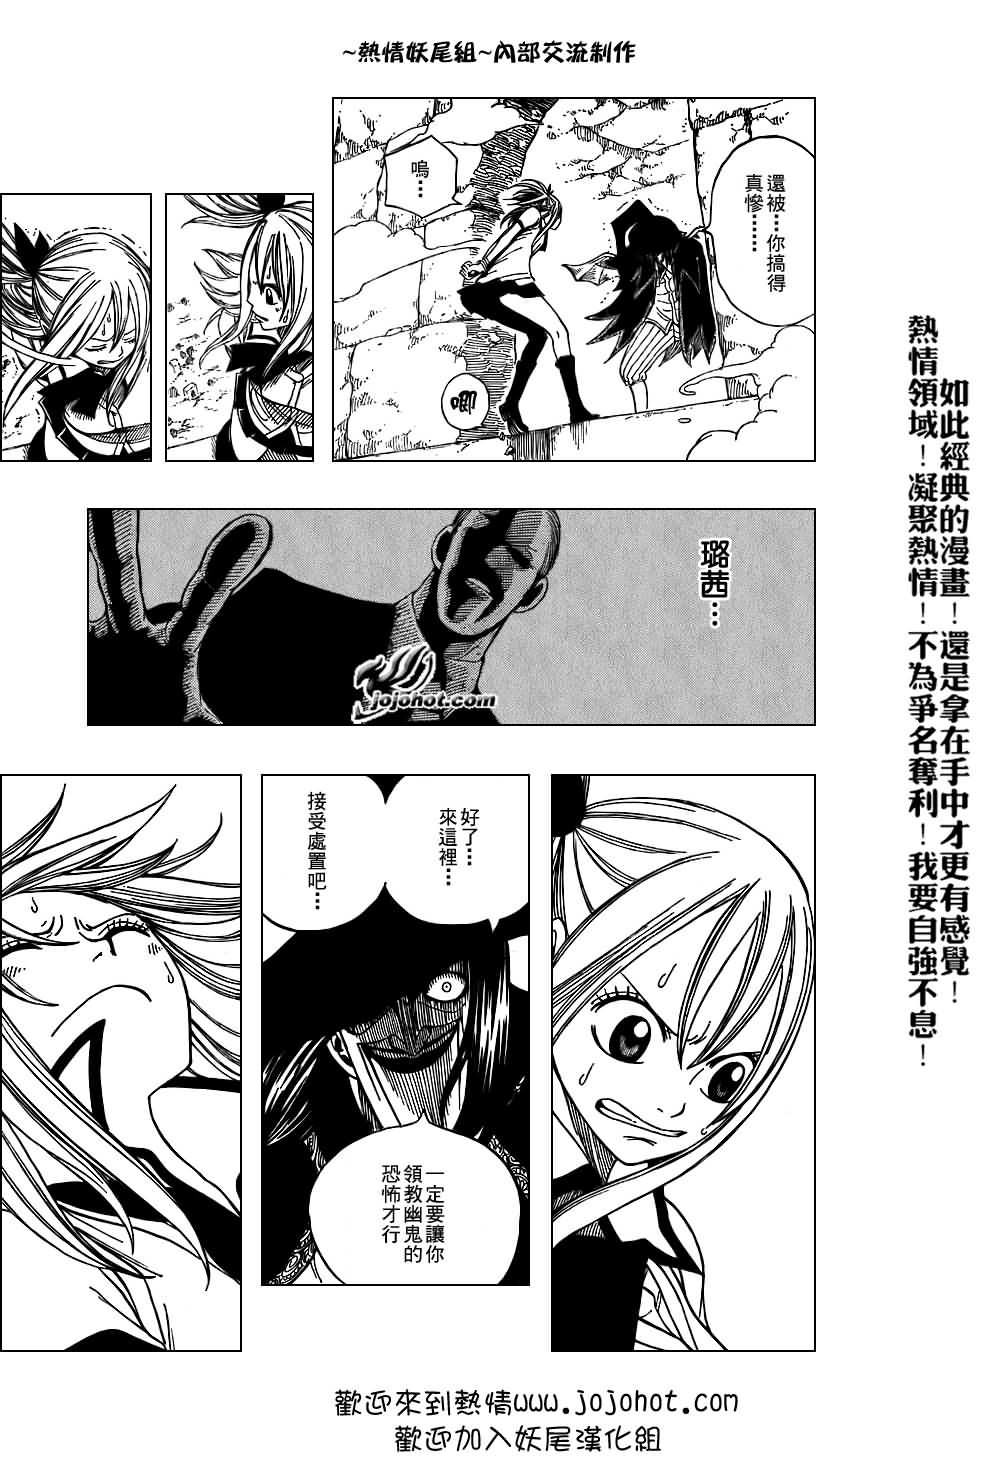 ~熱情妖尾組~內部交流制作
還被…你搞得
真慘……
嗚…
唧
璐茜…
jojohot.com
好了…
來這裡…
接受處置吧…
一定要讓你
領教幽鬼的
恐怖才行
如此經典的漫畫！還是拿在手中才更有感覺！
熱情領域！凝聚熱情！不為爭名奪利！我要自強不息！
歡迎來到熱情www.jojohot.com
歡迎加入妖尾漢化組